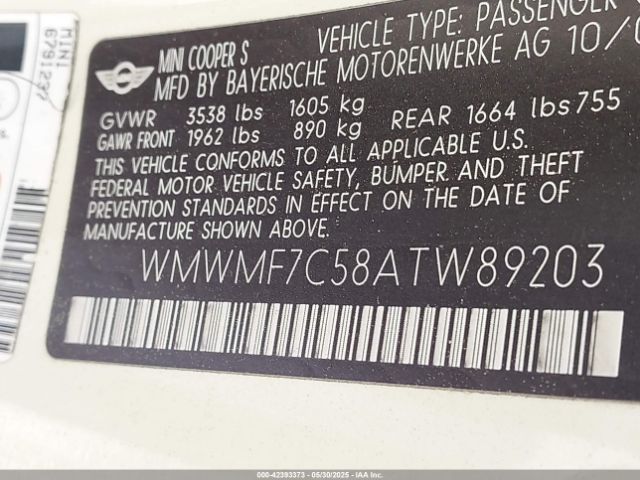 VEHICLE TYPE: PASSENGER
MINI COOPER S
MFD BY BAYERISCHE MOTORENWERKE AG 10/0
GVWR 3538 lbs 1605 kg
GAWR FRONT 1962 lbs 890 kg REAR 1664 lbs 755
THIS VEHICLE CONFORMS TO ALL APPLICABLE U.S.
FEDERAL MOTOR VEHICLE SAFETY, BUMPER AND THEFT
PREVENTION STANDARDS IN EFFECT ON THE DATE OF
MANUFACTURE SHOWN ABOVE.
WMWMF7C58ATW89203
MINI
000-42393373 - 05/30/2025 - IAA, Inc.